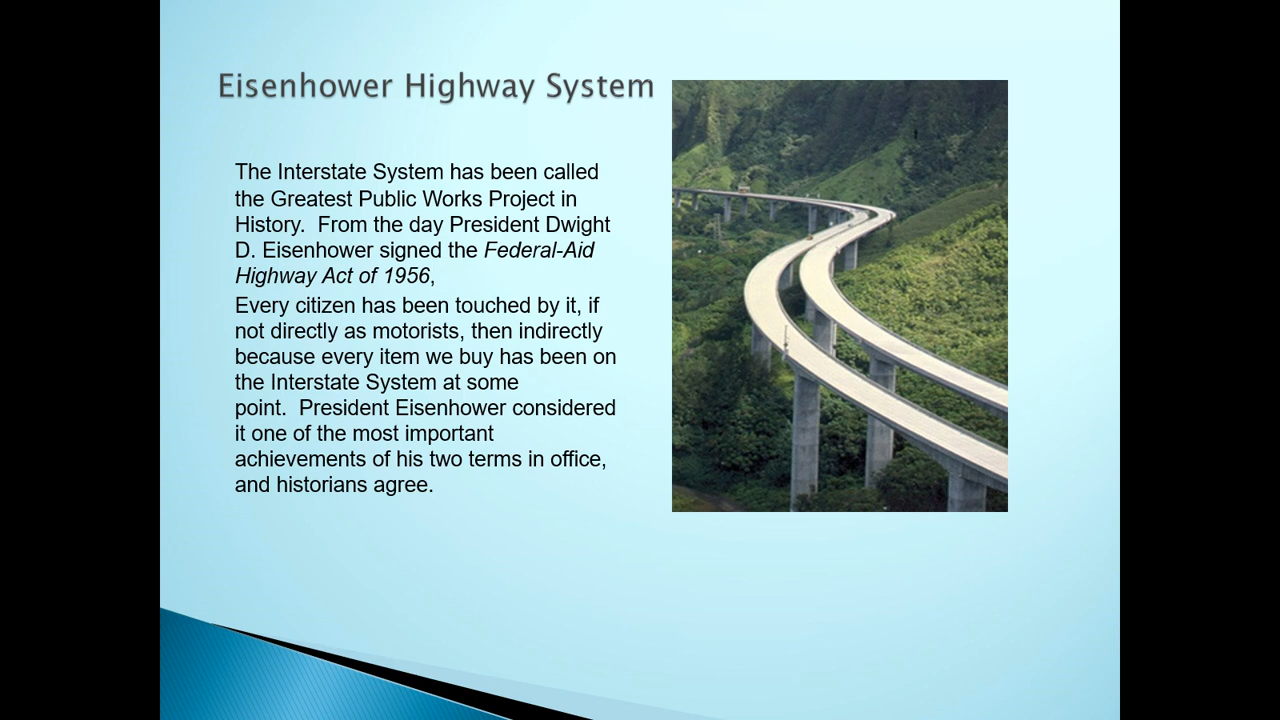 Eisenhower Highway System
The Interstate System has been called
the Greatest Public Works Project in
History.  From the day President Dwight
D. Eisenhower signed the Federal-Aid
Highway Act of 1956,
Every citizen has been touched by it, if
not directly as motorists, then indirectly
because every item we buy has been on
the Interstate System at some
point.  President Eisenhower considered
it one of the most important
achievements of his two terms in office,
and historians agree.